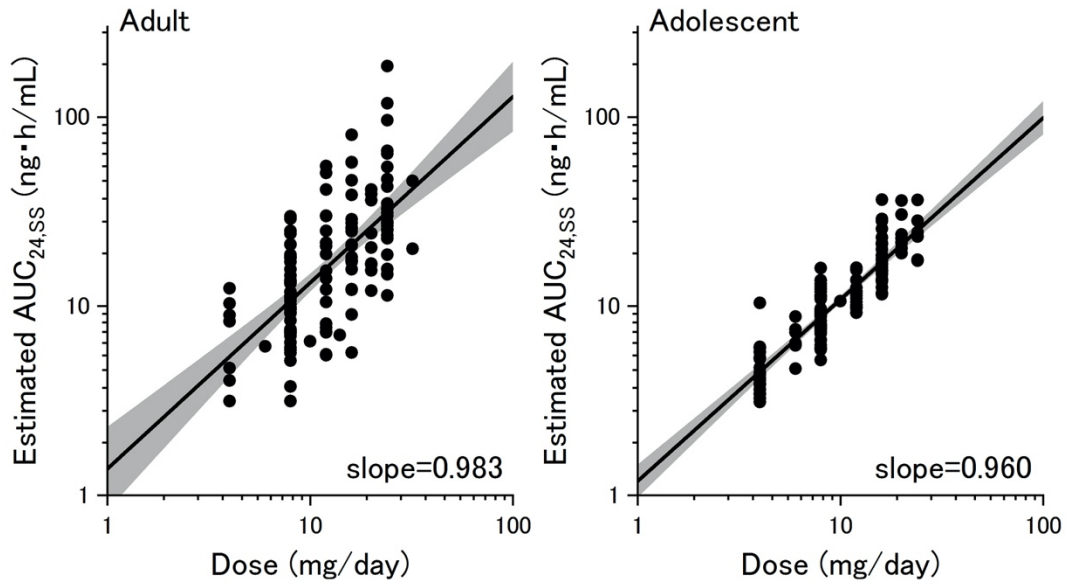 Adult
Estimated AUC24,SS (ng・h/mL)
100
10
1
slope=0.983
1 10 100
Dose (mg/day)
Adolescent
Estimated AUC24,SS (ng・h/mL)
100
10
1
slope=0.960
1 10 100
Dose (mg/day)